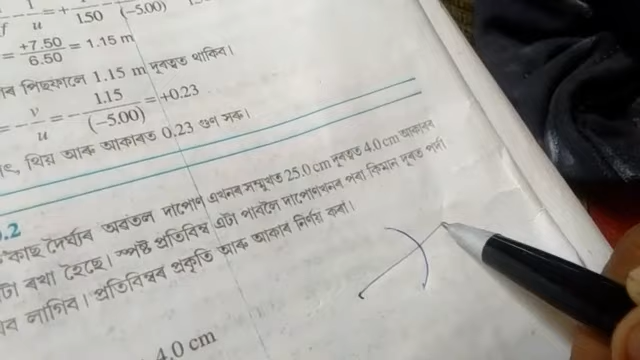 u 1.50 (−5.00)
= +7.50/6.50 = 1.15 m
পিছফালে 1.15 m দূৰত্বত থাকিব।
= − v/u = − 1.15/(−5.00) = +0.23
থিয় আৰু আকাৰত 0.23 গুণ সৰু।
.2
দৈৰ্ঘ্যৰ অৱতল দাপোণ এখনৰ সন্মুখত 25.0 cm দূৰত্বত 4.0 cm আকাৰৰ
ৰখা হৈছে। স্পষ্ট প্ৰতিবিম্ব এটা পাবলৈ দাপোণখনৰ পৰা কিমান দূৰত পৰ্দা
লাগিব। প্ৰতিবিম্বৰ প্ৰকৃতি আৰু আকাৰ নিৰ্ণয় কৰা।
4.0 cm